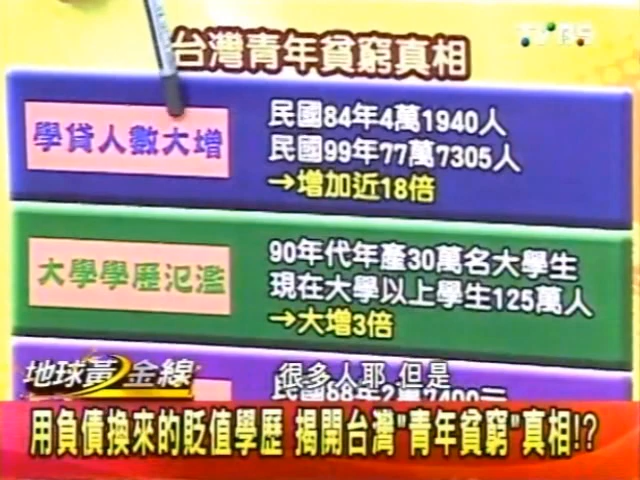 TVBS
台灣青年貧窮真相
學貸人數大增
民國84年4萬1940人
民國99年77萬7305人
→增加近18倍
大學學歷氾濫
90年代年產30萬名大學生
現在大學以上學生125萬人
→大增3倍
地球黃金線
很多人耶 但是
用負債換來的貶值學歷 揭開台灣"青年貧窮"真相!?